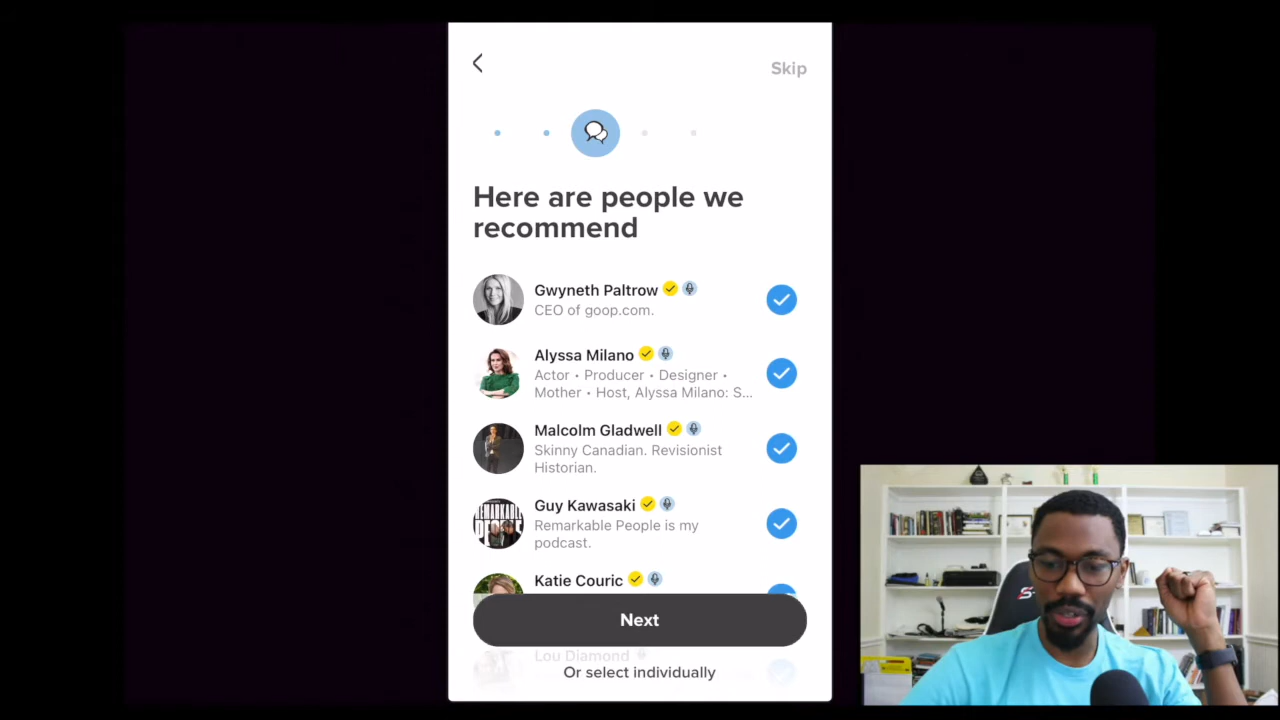 Skip
Here are people we
recommend
Gwyneth Paltrow
CEO of goop.com.
Alyssa Milano
Actor • Producer • Designer •
Mother • Host, Alyssa Milano: S...
Malcolm Gladwell
Skinny Canadian. Revisionist
Historian.
Guy Kawasaki
Remarkable People is my
podcast.
Katie Couric
Next
Lou Diamond
Or select individually